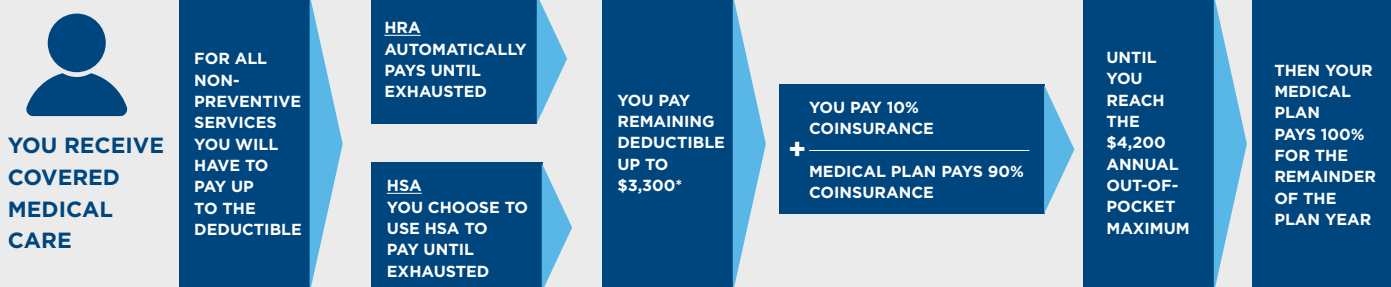 YOU RECEIVE
COVERED
MEDICAL
CARE
FOR ALL
NON-
PREVENTIVE
SERVICES
YOU WILL
HAVE TO
PAY UP
TO THE
DEDUCTIBLE
HRA
AUTOMATICALLY
PAYS UNTIL
EXHAUSTED
HSA
YOU CHOOSE TO
USE HSA TO
PAY UNTIL
EXHAUSTED
YOU PAY
REMAINING
DEDUCTIBLE
UP TO
$3,300*
+
YOU PAY 10%
COINSURANCE
MEDICAL PLAN PAYS 90%
COINSURANCE
UNTIL
YOU
REACH
THE
$4,200
ANNUAL
OUT-OF-
POCKET
MAXIMUM
THEN YOUR
MEDICAL
PLAN
PAYS 100%
FOR THE
REMAINDER
OF THE
PLAN YEAR